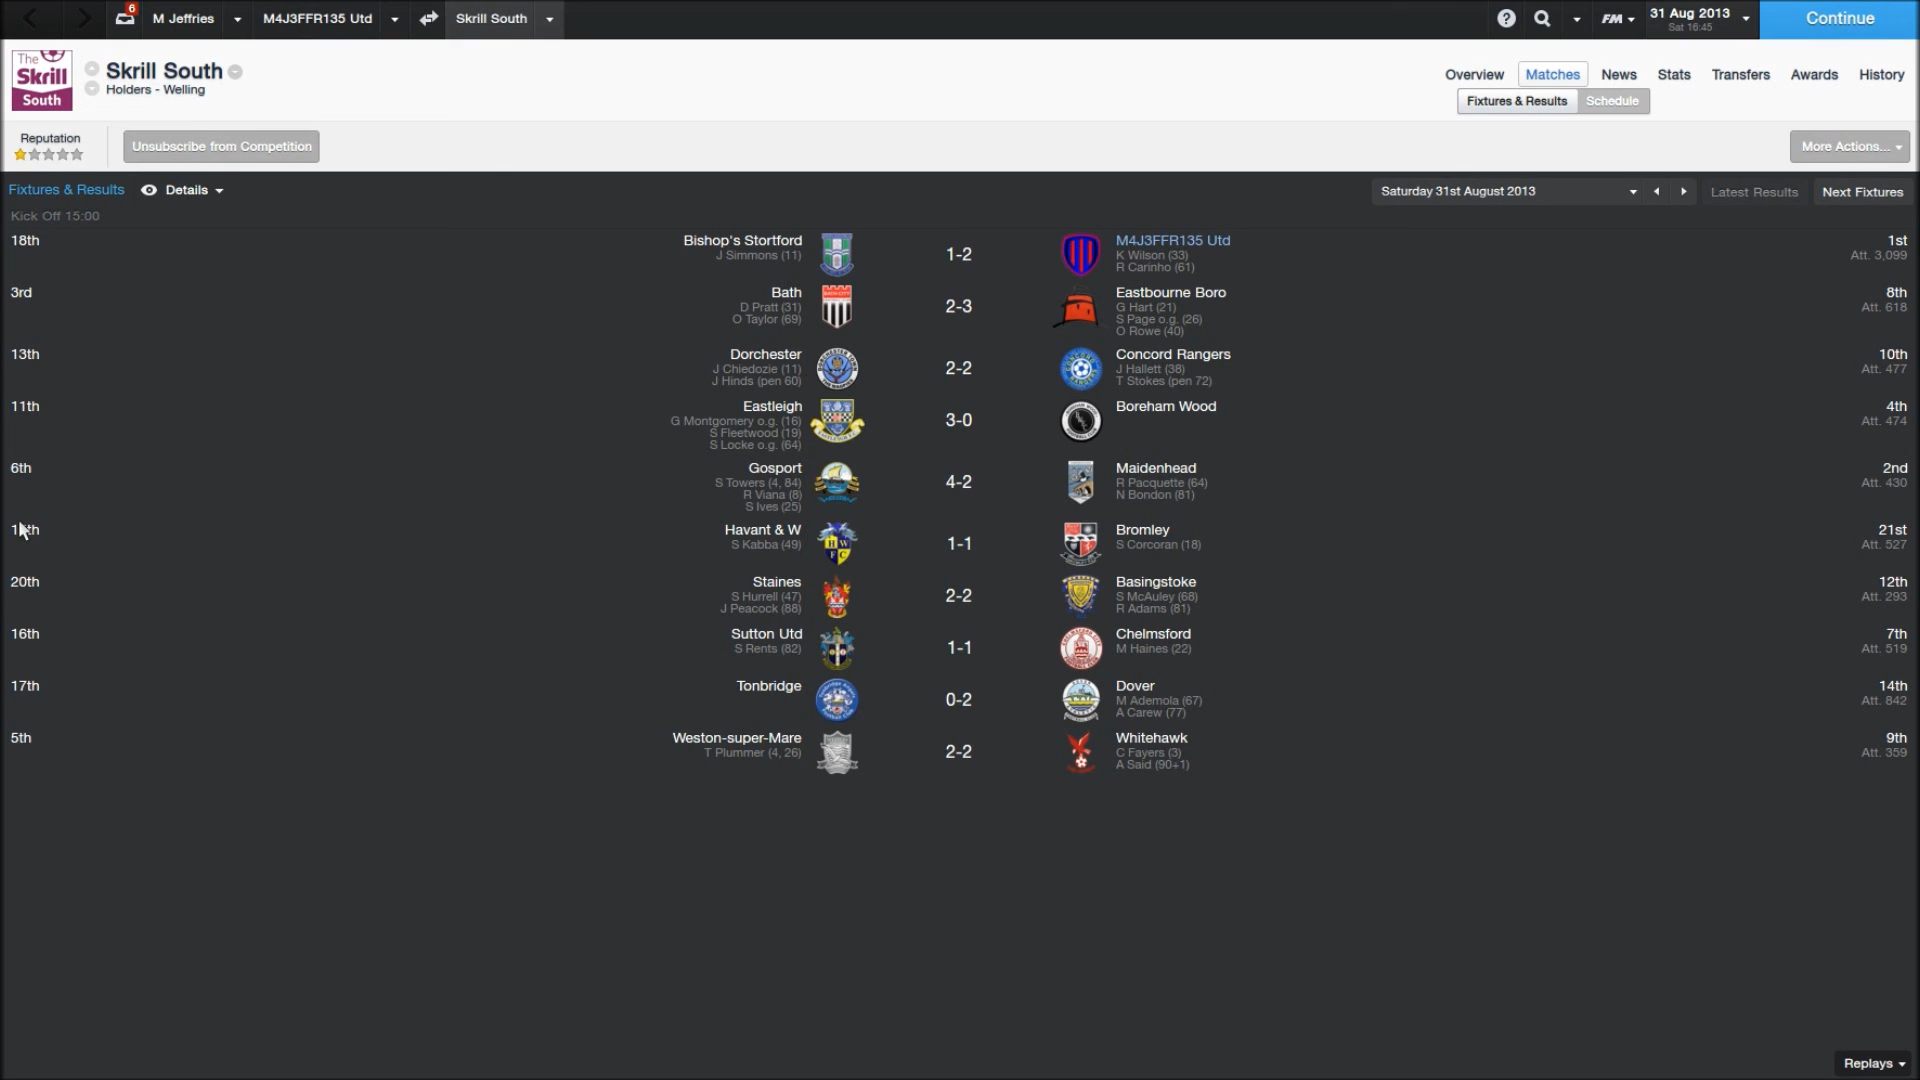 6
M Jeffries
M4J3FFR135 Utd
Skrill South
?
FM
31 Aug 2013
Sat 16:45
Continue
The
Skrill
South
Skrill South
Holders - Welling
Overview
Matches
News
Stats
Transfers
Awards
History
Fixtures & Results
Schedule
Reputation
Unsubscribe from Competition
More Actions...
Fixtures & Results
Details
Saturday 31st August 2013
Latest Results
Next Fixtures
Kick Off 15:00
18th
Bishop's Stortford
J Simmons (11)
1-2
M4J3FFR135 Utd
K Wilson (33)
R Carinho (61)
1st
Att. 3,099
3rd
Bath
D Pratt (31)
O Taylor (69)
2-3
Eastbourne Boro
G Hart (21)
S Page o.g. (26)
O Rowe (40)
8th
Att. 618
13th
Dorchester
J Chiedozie (11)
J Hinds (pen 60)
2-2
Concord Rangers
J Hallett (38)
T Stokes (pen 72)
10th
Att. 477
11th
Eastleigh
G Montgomery o.g. (16)
S Fleetwood (19)
S Locke o.g. (64)
3-0
Boreham Wood
4th
Att. 474
6th
Gosport
S Towers (4, 84)
R Viana (8)
S Ives (25)
4-2
Maidenhead
R Pacquette (64)
N Bondon (81)
2nd
Att. 430
Havant & W
S Kabba (49)
1-1
Bromley
S Corcoran (18)
21st
Att. 527
20th
Staines
S Hurrell (47)
J Peacock (88)
2-2
Basingstoke
S McAuley (68)
R Adams (81)
12th
Att. 293
16th
Sutton Utd
S Rents (82)
1-1
Chelmsford
M Haines (22)
7th
Att. 519
17th
Tonbridge
0-2
Dover
M Ademola (67)
A Carew (77)
14th
Att. 842
5th
Weston-super-Mare
T Plummer (4, 26)
2-2
Whitehawk
C Fayers (3)
A Said (90+1)
9th
Att. 359
Replays